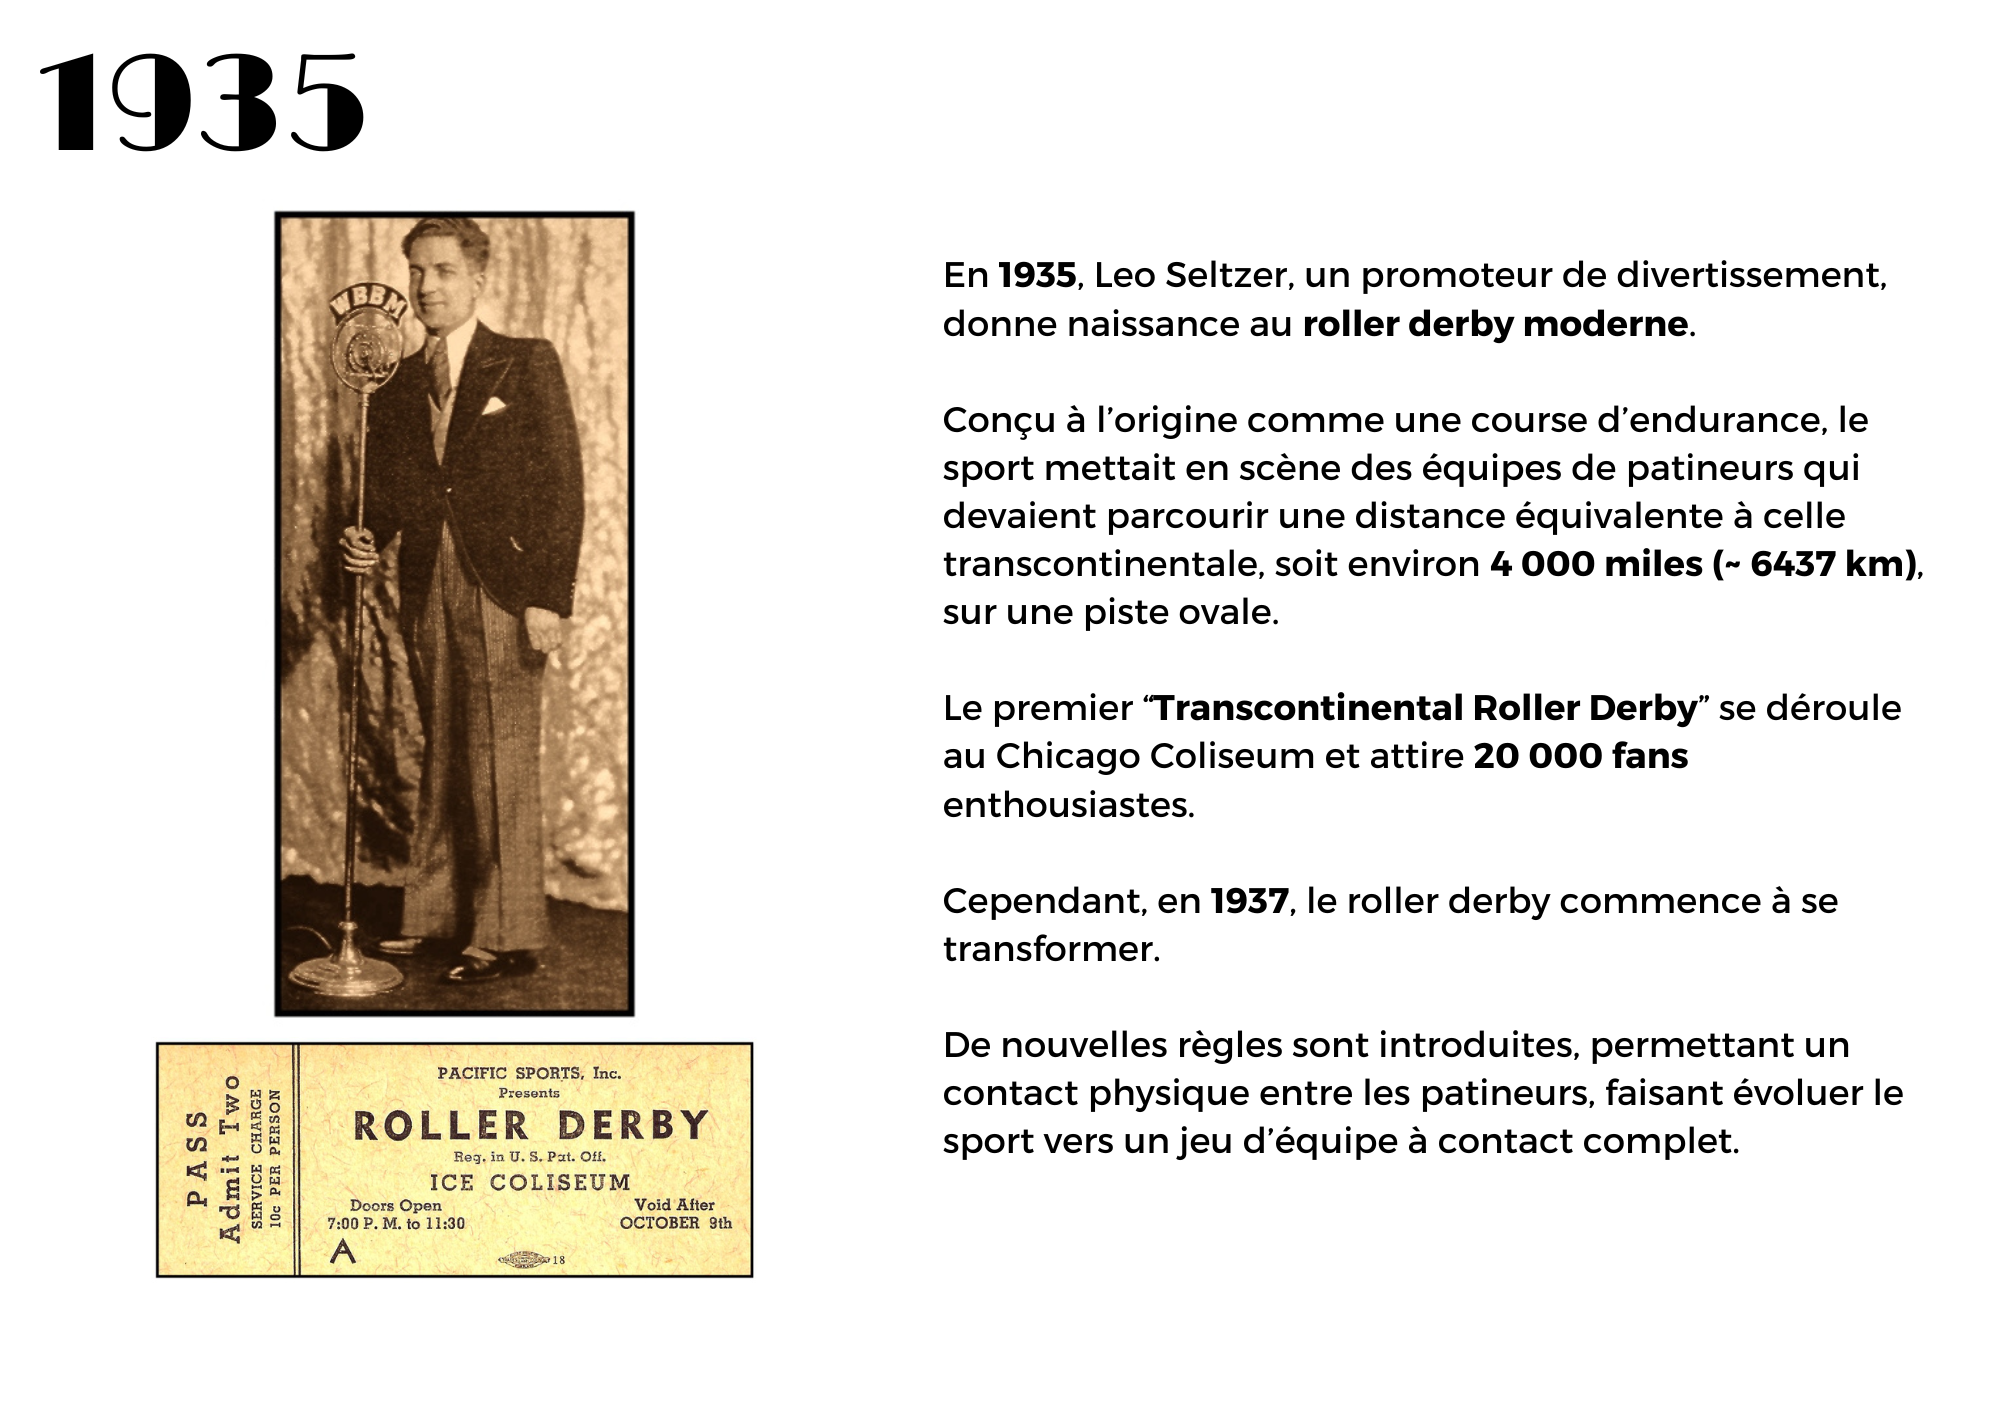 1935
WBBM
En 1935, Leo Seltzer, un promoteur de divertissement,
donne naissance au roller derby moderne.
Conçu à l’origine comme une course d’endurance, le
sport mettait en scène des équipes de patineurs qui
devaient parcourir une distance équivalente à celle
transcontinentale, soit environ 4 000 miles (~ 6437 km),
sur une piste ovale.
Le premier “Transcontinental Roller Derby” se déroule
au Chicago Coliseum et attire 20 000 fans
enthousiastes.
Cependant, en 1937, le roller derby commence à se
transformer.
De nouvelles règles sont introduites, permettant un
contact physique entre les patineurs, faisant évoluer le
sport vers un jeu d’équipe à contact complet.
PASS
Admit Two
SERVICE CHARGE
10c PER PERSON
PACIFIC SPORTS, Inc.
Presents
ROLLER DERBY
Reg. in U. S. Pat. Off.
ICE COLISEUM
Doors Open
7:00 P. M. to 11:30
Void After
OCTOBER 9th
A
18